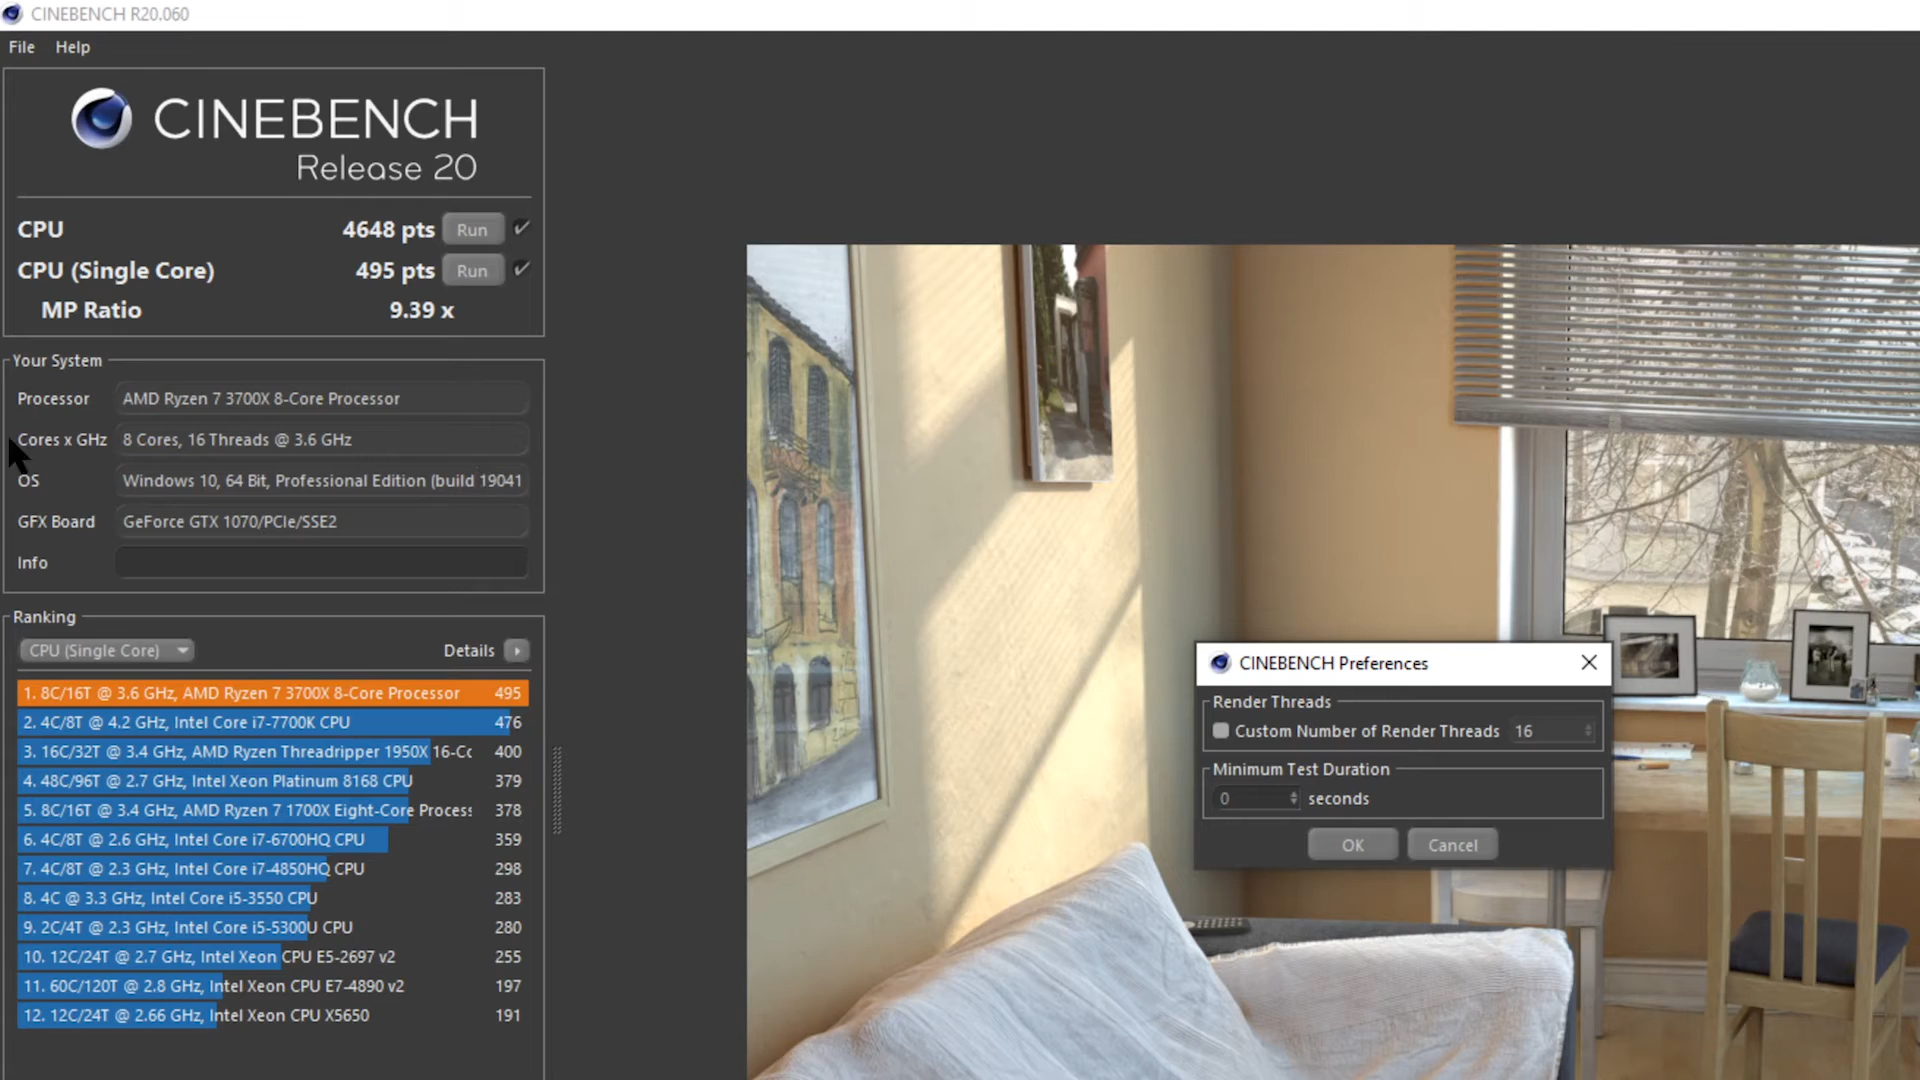 CINEBENCH R20.060
File Help
CINEBENCH
Release 20
CPU 4648 pts Run
CPU (Single Core) 495 pts Run
MP Ratio 9.39 x
Your System
Processor AMD Ryzen 7 3700X 8-Core Processor
Cores x GHz 8 Cores, 16 Threads @ 3.6 GHz
OS Windows 10, 64 Bit, Professional Edition (build 19041
GFX Board GeForce GTX 1070/PCIe/SSE2
Info
Ranking
CPU (Single Core) Details
1. 8C/16T @ 3.6 GHz, AMD Ryzen 7 3700X 8-Core Processor 495
2. 4C/8T @ 4.2 GHz, Intel Core i7-7700K CPU 476
3. 16C/32T @ 3.4 GHz, AMD Ryzen Threadripper 1950X 16-Cc 400
4. 48C/96T @ 2.7 GHz, Intel Xeon Platinum 8168 CPU 379
5. 8C/16T @ 3.4 GHz, AMD Ryzen 7 1700X Eight-Core Process 378
6. 4C/8T @ 2.6 GHz, Intel Core i7-6700HQ CPU 359
7. 4C/8T @ 2.3 GHz, Intel Core i7-4850HQ CPU 298
8. 4C @ 3.3 GHz, Intel Core i5-3550 CPU 283
9. 2C/4T @ 2.3 GHz, Intel Core i5-5300U CPU 280
10. 12C/24T @ 2.7 GHz, Intel Xeon CPU E5-2697 v2 255
11. 60C/120T @ 2.8 GHz, Intel Xeon CPU E7-4890 v2 197
12. 12C/24T @ 2.66 GHz, Intel Xeon CPU X5650 191
CINEBENCH Preferences
Render Threads
Custom Number of Render Threads 16
Minimum Test Duration
0 seconds
OK Cancel